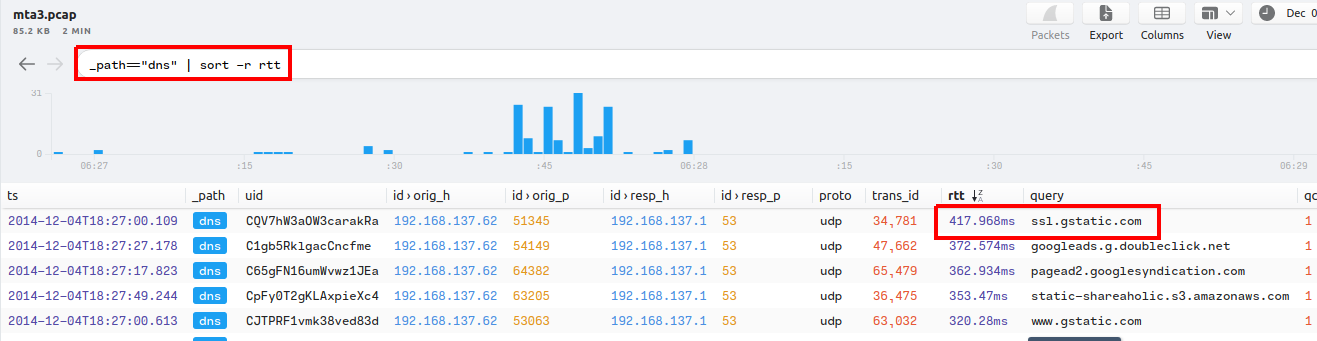 mta3.pcap
85.2 KB 2 MIN
Packets Export Columns View Dec 0
_path=="dns" | sort -r rtt
31
0
06:27 :15 :30 :45 06:28 :15 :30 :45 06:29
ts _path uid id › orig_h id › orig_p id › resp_h id › resp_p proto trans_id rtt query qc
2014-12-04T18:27:00.109 dns CQV7hW3aOW3carakRa 192.168.137.62 51345 192.168.137.1 53 udp 34,781 417.968ms ssl.gstatic.com 1
2014-12-04T18:27:27.178 dns C1gb5RklgacCncfme 192.168.137.62 54149 192.168.137.1 53 udp 47,662 372.574ms googleads.g.doubleclick.net 1
2014-12-04T18:27:17.823 dns C65gFN16umWvwz1JEa 192.168.137.62 64382 192.168.137.1 53 udp 65,479 362.934ms pagead2.googlesyndication.com 1
2014-12-04T18:27:49.244 dns CpFy0T2gKLAxpieXc4 192.168.137.62 63205 192.168.137.1 53 udp 36,475 353.47ms static-shareaholic.s3.amazonaws.com 1
2014-12-04T18:27:00.613 dns CJTPRF1vmk38ved83d 192.168.137.62 53063 192.168.137.1 53 udp 63,032 320.28ms www.gstatic.com 1